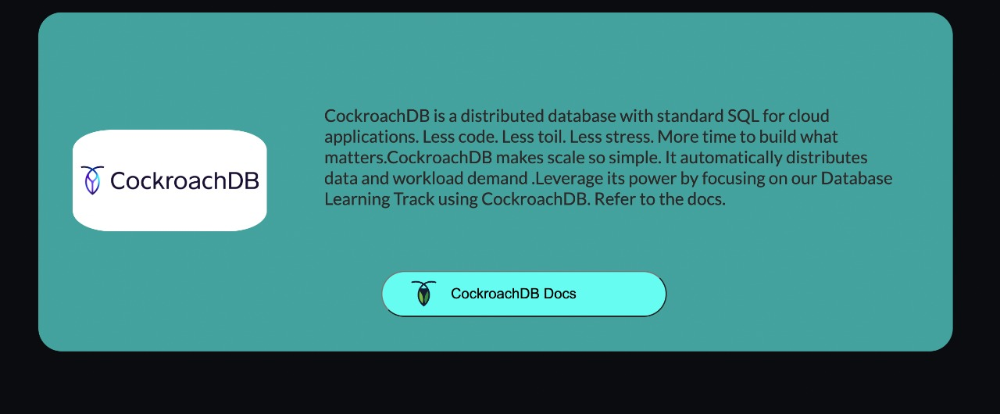 CockroachDB is a distributed database with standard SQL for cloud
applications. Less code. Less toil. Less stress. More time to build what
matters.CockroachDB makes scale so simple. It automatically distributes
data and workload demand .Leverage its power by focusing on our Database
Learning Track using CockroachDB. Refer to the docs.
CockroachDB
CockroachDB Docs